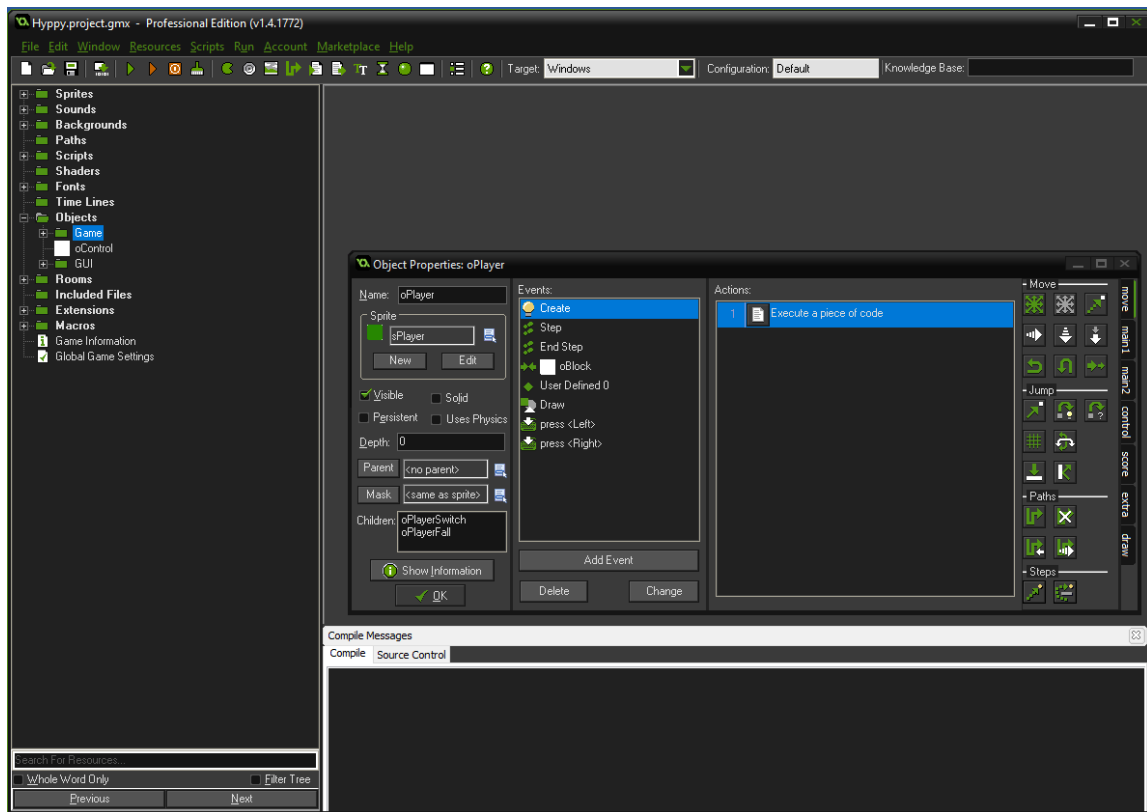 Hyppy.project.gmx - Professional Edition (v1.4.1772)
File Edit Window Resources Scripts Run Account Marketplace Help
Target: Windows Configuration: Default Knowledge Base:
Sprites
Sounds
Backgrounds
Paths
Scripts
Shaders
Fonts
Time Lines
Objects
Game
oControl
GUI
Rooms
Included Files
Extensions
Macros
Game Information
Global Game Settings
Object Properties: oPlayer
Name: oPlayer
Sprite
sPlayer
New Edit
Visible Solid
Persistent Uses Physics
Depth: 0
Parent <no parent>
Mask <same as sprite>
Children: oPlayerSwitch
oPlayerFall
Show Information
OK
Events:
Create
Step
End Step
oBlock
User Defined 0
Draw
press <Left>
press <Right>
Add Event
Delete Change
Actions:
1 Execute a piece of code
Move
Jump
Paths
Steps
move
main1
main2
control
score
extra
draw
Compile Messages
Compile Source Control
Search For Resources...
Whole Word Only Filter Tree
Previous Next